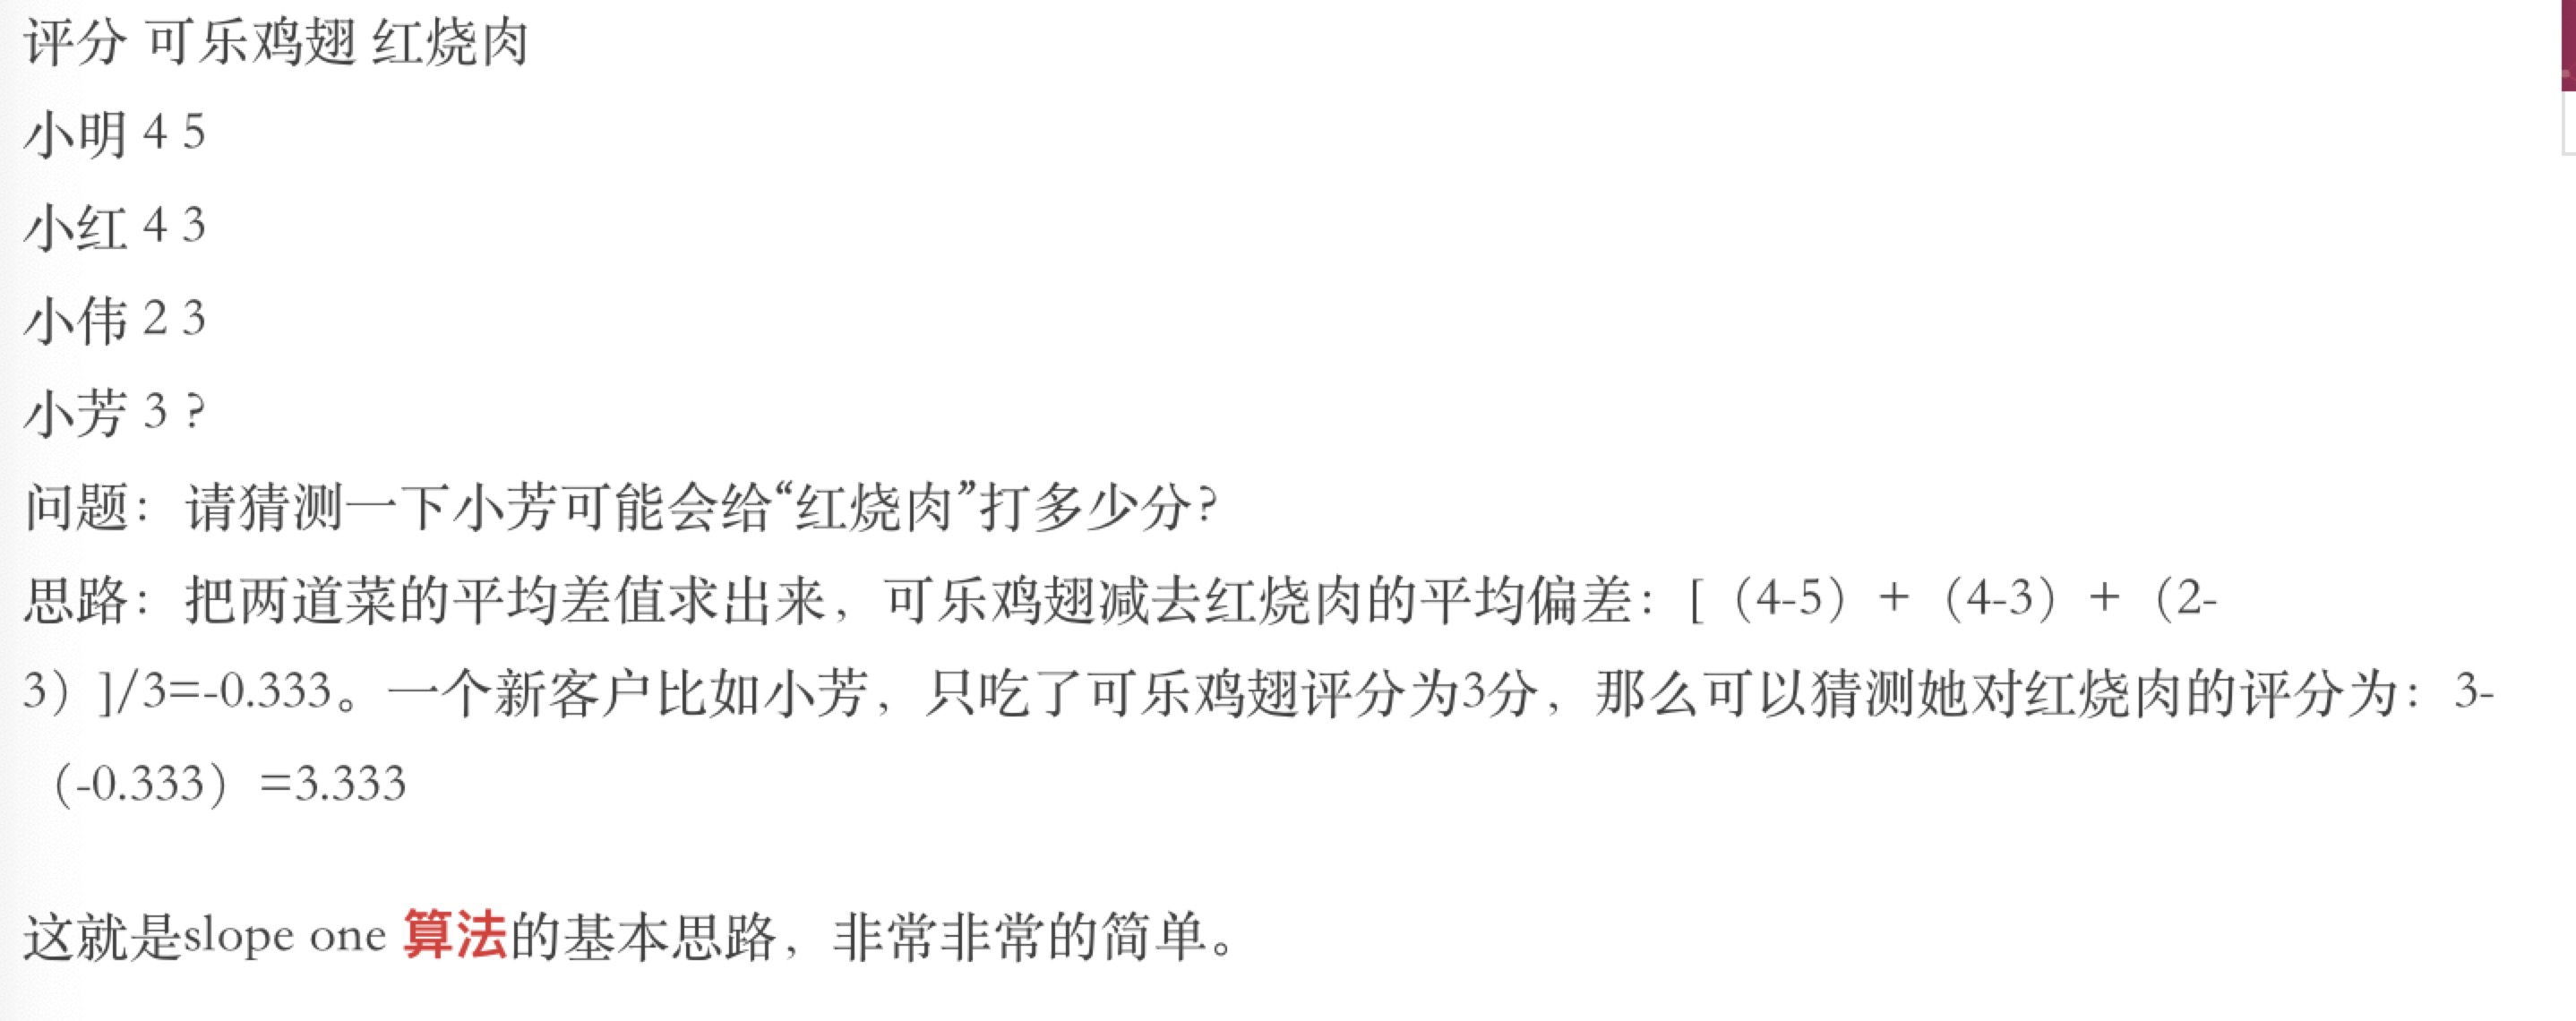 评分 可乐鸡翅 红烧肉
小明 4 5
小红 4 3
小伟 2 3
小芳 3 ?
问题：请猜测一下小芳可能会给“红烧肉”打多少分?
思路：把两道菜的平均差值求出来，可乐鸡翅减去红烧肉的平均偏差：[（4-5）+（4-3）+（2-
3）]/3=-0.333。一个新客户比如小芳，只吃了可乐鸡翅评分为3分，那么可以猜测她对红烧肉的评分为：3-
（-0.333）=3.333
这就是slope one 算法的基本思路，非常非常的简单。